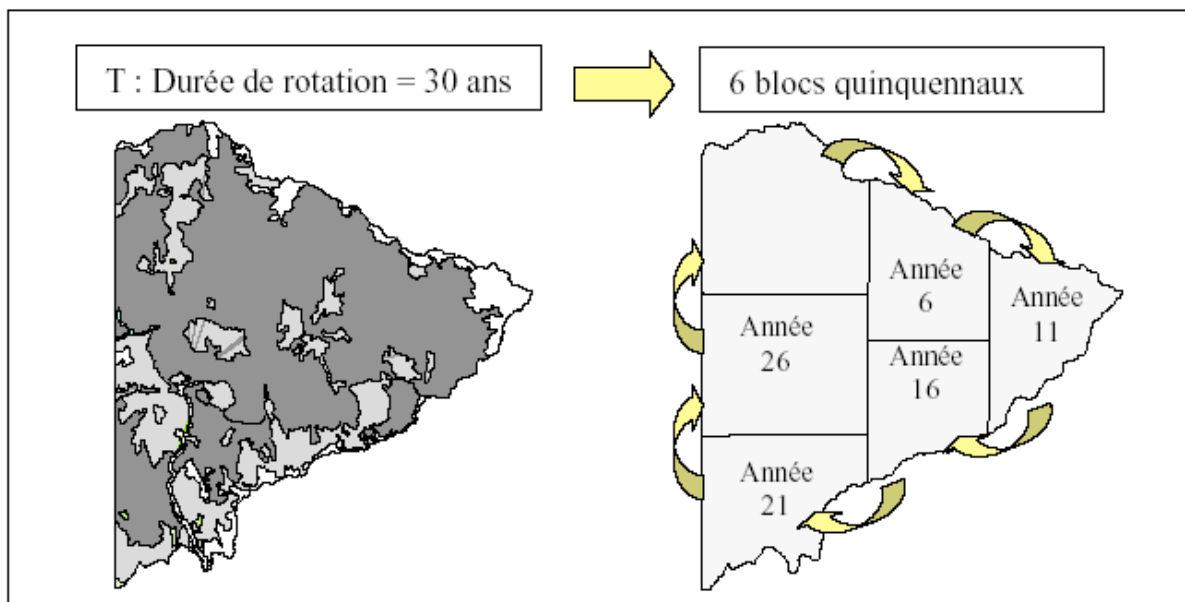 T : Durée de rotation = 30 ans
6 blocs quinquennaux
Année
6
Année
11
Année
26
Année
16
Année
21